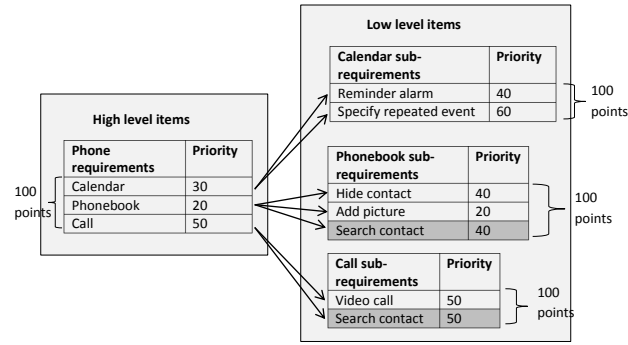 Low level items
Calendar sub-requirements Priority
Reminder alarm 40
Specify repeated event 60
100 points
High level items
Phone requirements Priority
Calendar 30
Phonebook 20
Call 50
100 points
Phonebook sub-requirements Priority
Hide contact 40
Add picture 20
Search contact 40
100 points
Call sub-requirements Priority
Video call 50
Search contact 50
100 points